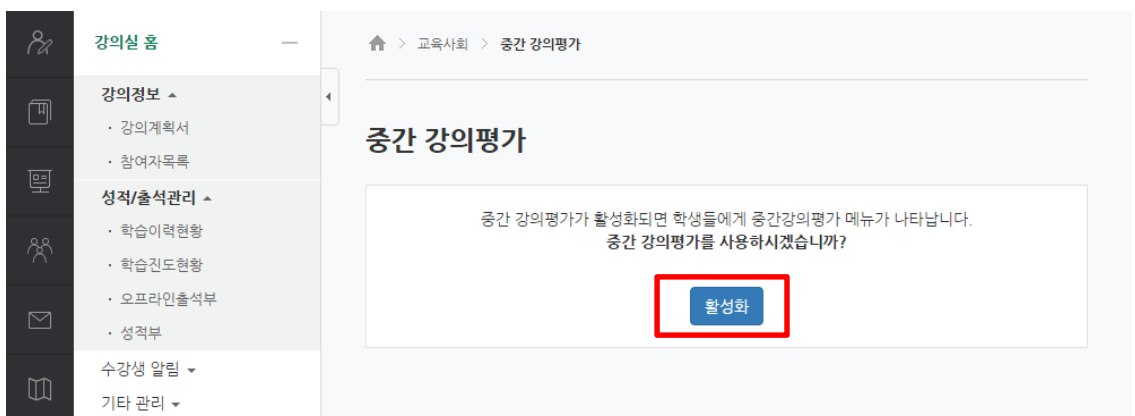 강의실 홈
강의정보
· 강의계획서
· 참여자목록
성적/출석관리
· 학습이력현황
· 학습진도현황
· 오프라인출석부
· 성적부
수강생 알림
기타 관리
> 교육사회 > 중간 강의평가
중간 강의평가
중간 강의평가가 활성화되면 학생들에게 중간강의평가 메뉴가 나타납니다.
중간 강의평가를 사용하시겠습니까?
활성화